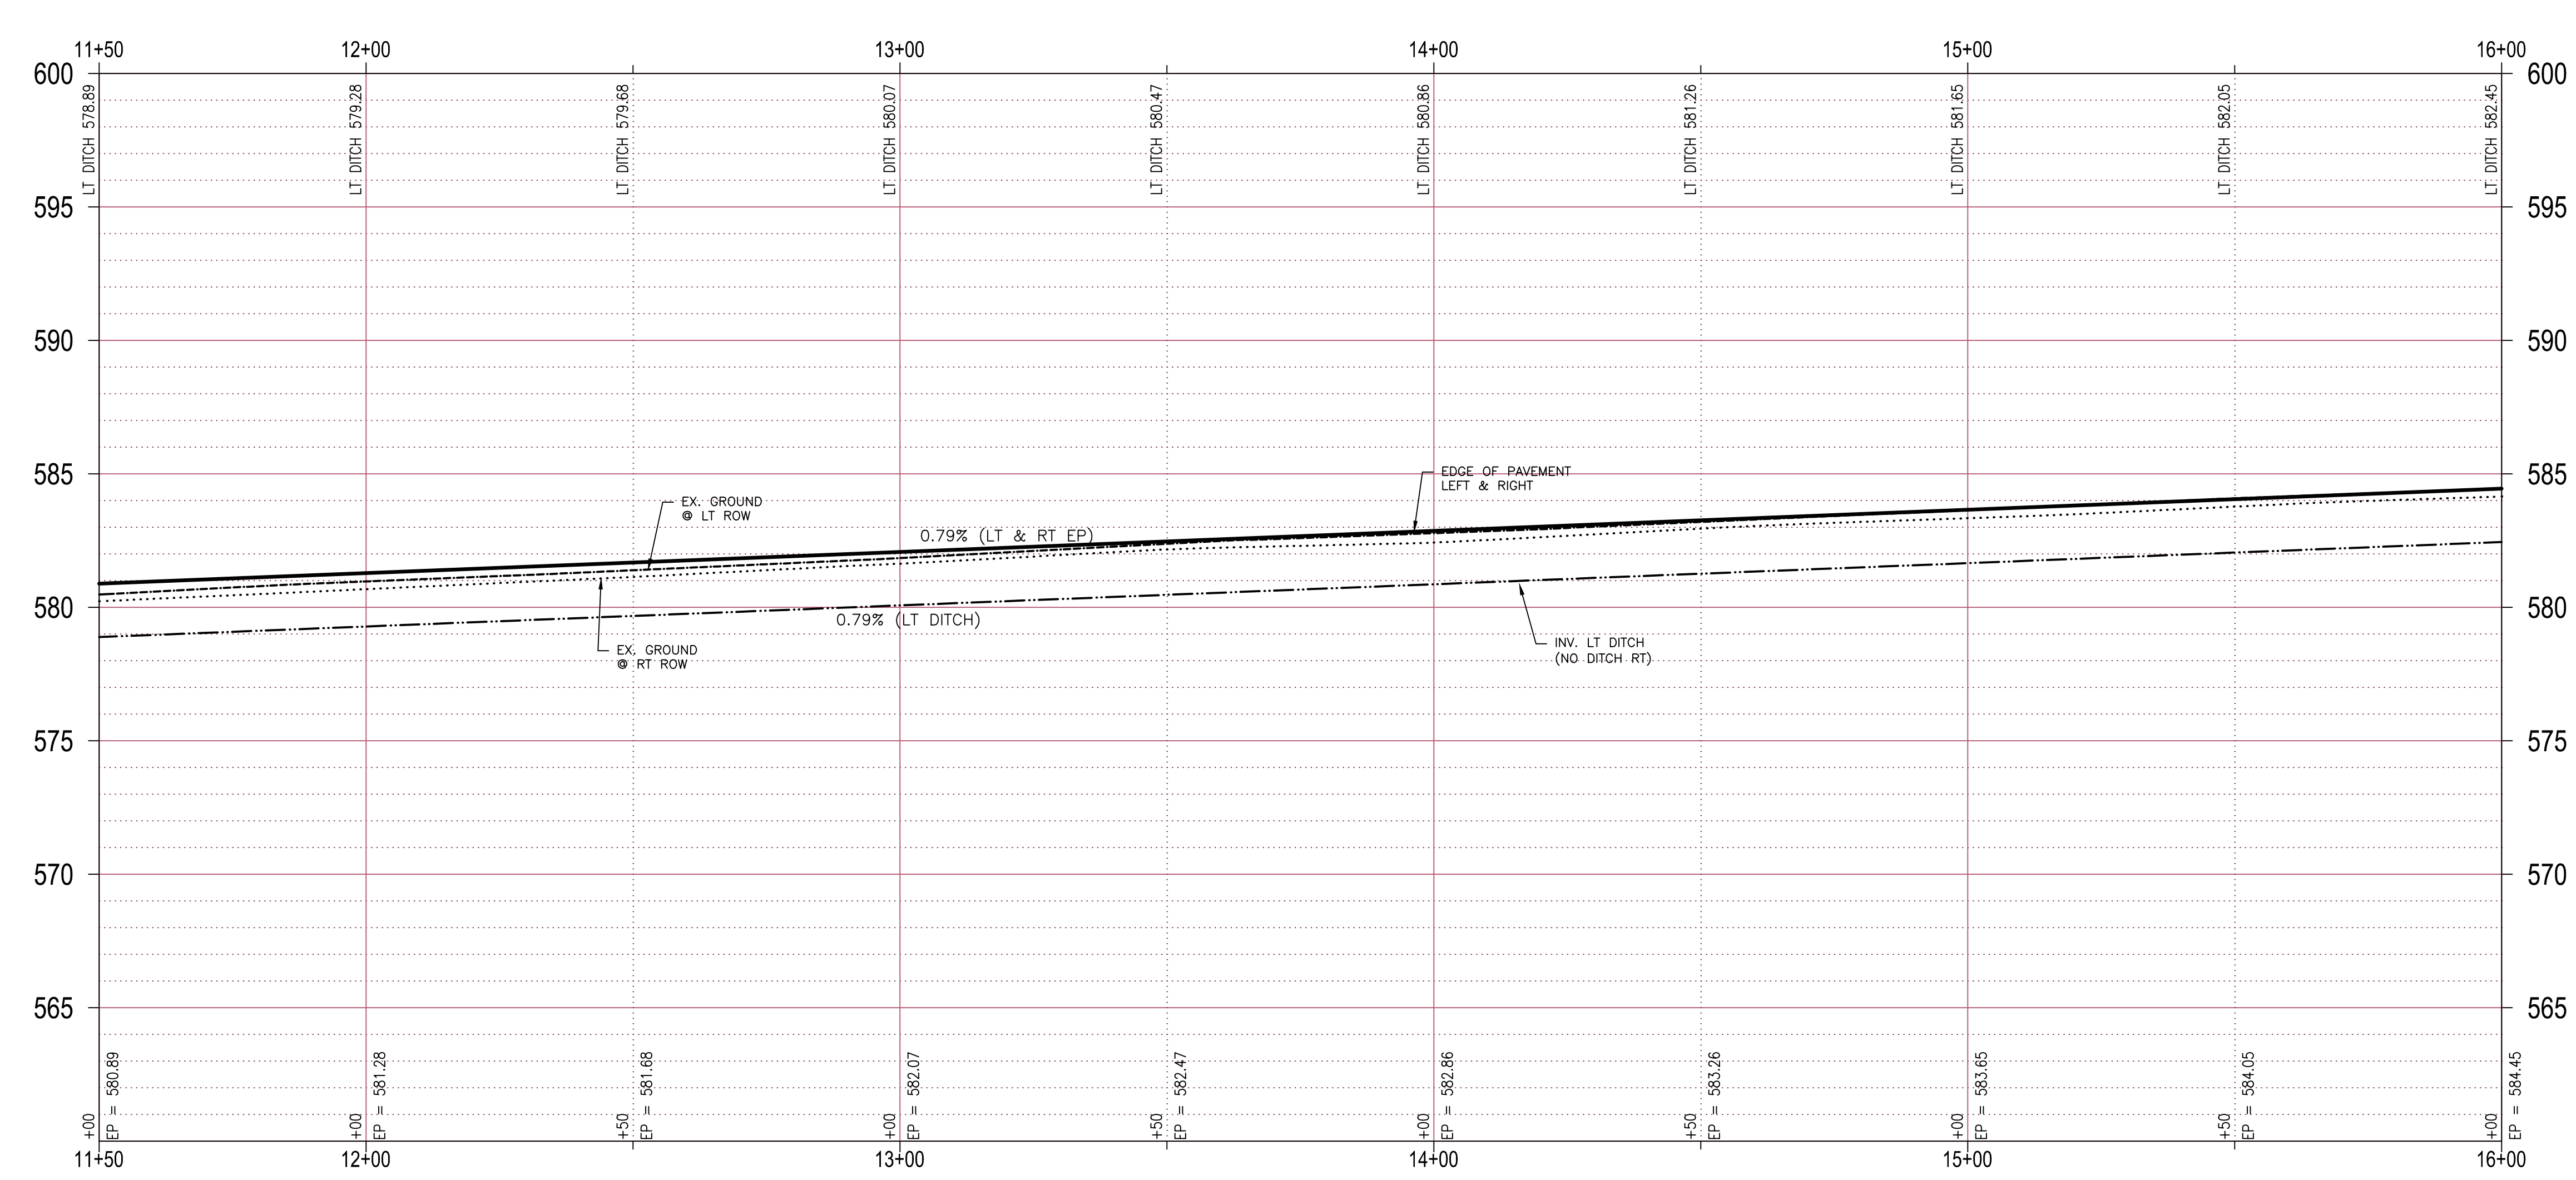 11+50 12+00 13+00 14+00 15+00 16+00
600 600
LT DITCH 578.89
LT DITCH 579.28
LT DITCH 579.68
LT DITCH 580.07
LT DITCH 580.47
LT DITCH 580.86
LT DITCH 581.26
LT DITCH 581.65
LT DITCH 582.05
LT DITCH 582.45
595 595
590 590
585 585
EDGE OF PAVEMENT
LEFT & RIGHT
EX. GROUND
@ LT ROW
0.79% (LT & RT EP)
580 580
0.79% (LT DITCH)
EX. GROUND
@ RT ROW
INV. LT DITCH
(NO DITCH RT)
575 575
570 570
565 565
+00
EP = 580.89
+00
EP = 581.28
+50
EP = 581.68
+00
EP = 582.07
+50
EP = 582.47
+00
EP = 582.86
+50
EP = 583.26
+00
EP = 583.65
+50
EP = 584.05
+00
EP = 584.45
11+50 12+00 13+00 14+00 15+00 16+00